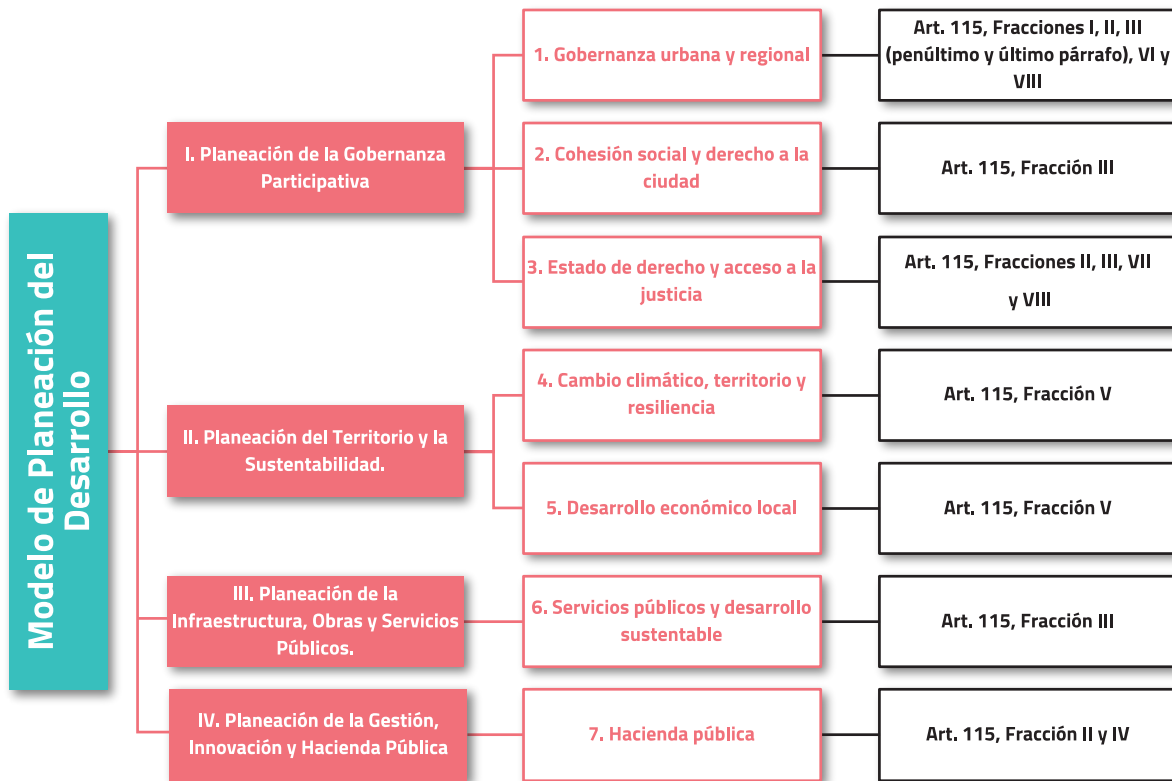 Modelo de Planeación del
Desarrollo
I. Planeación de la Gobernanza
Participativa
1. Gobernanza urbana y regional
Art. 115, Fracciones I, II, III
(penúltimo y último párrafo), VI y
VIII
2. Cohesión social y derecho a la
ciudad
Art. 115, Fracción III
3. Estado de derecho y acceso a la
justicia
Art. 115, Fracciones II, III, VII
y VIII
II. Planeación del Territorio y la
Sustentabilidad.
4. Cambio climático, territorio y
resiliencia
Art. 115, Fracción V
5. Desarrollo económico local
Art. 115, Fracción V
III. Planeación de la
Infraestructura, Obras y Servicios
Públicos.
6. Servicios públicos y desarrollo
sustentable
Art. 115, Fracción III
IV. Planeación de la Gestión,
Innovación y Hacienda Pública
7. Hacienda pública
Art. 115, Fracción II y IV